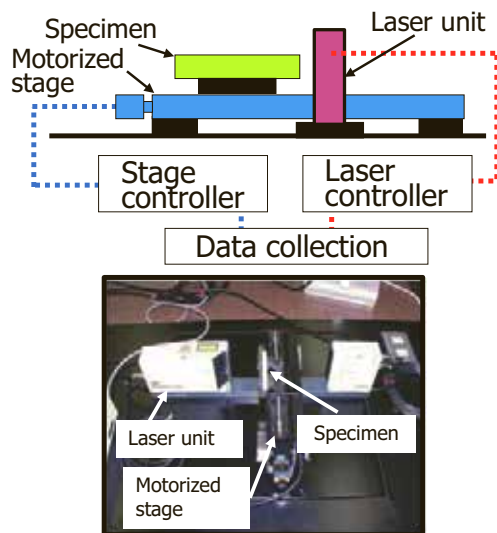 Specimen
Laser unit
Motorized
stage
Stage
controller
Laser
controller
Data collection
Laser unit
Specimen
Motorized
stage